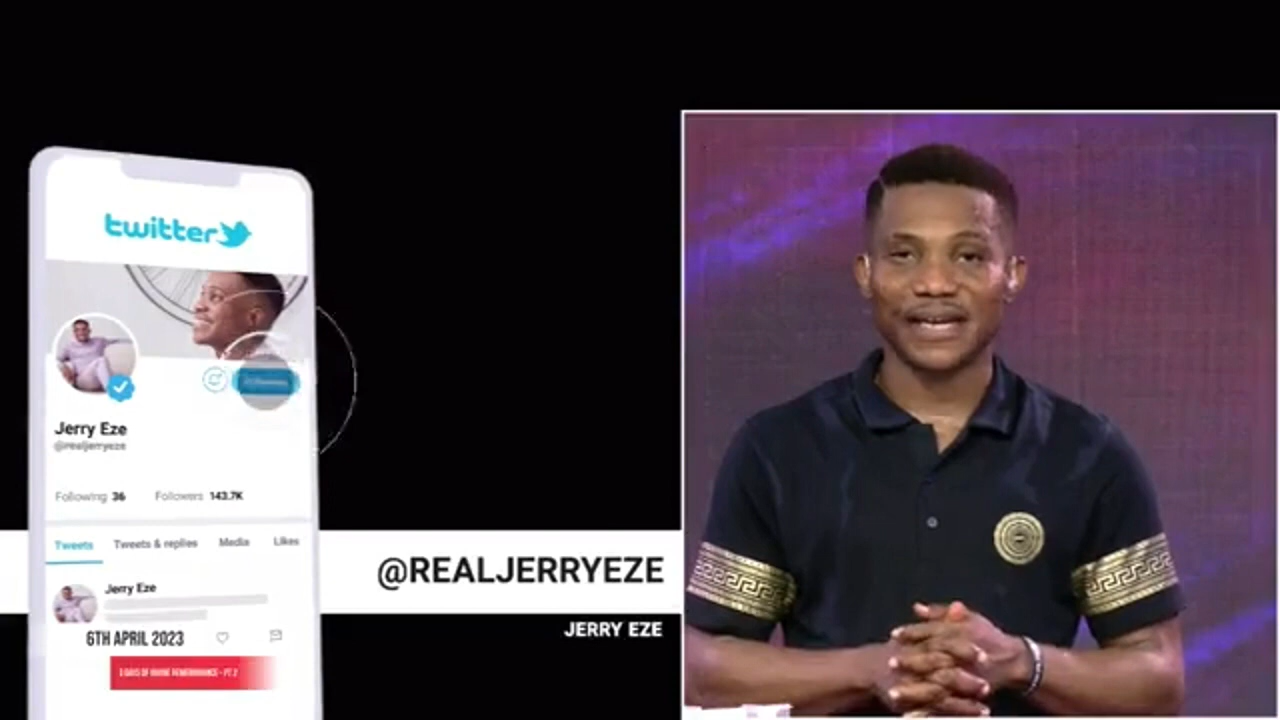 twitter
Jerry Eze
@realjerryeze
Following 36 Followers 143.7K
Tweets Tweets & replies Media Likes
Jerry Eze
6TH APRIL 2023
@REALJERRYEZE
JERRY EZE